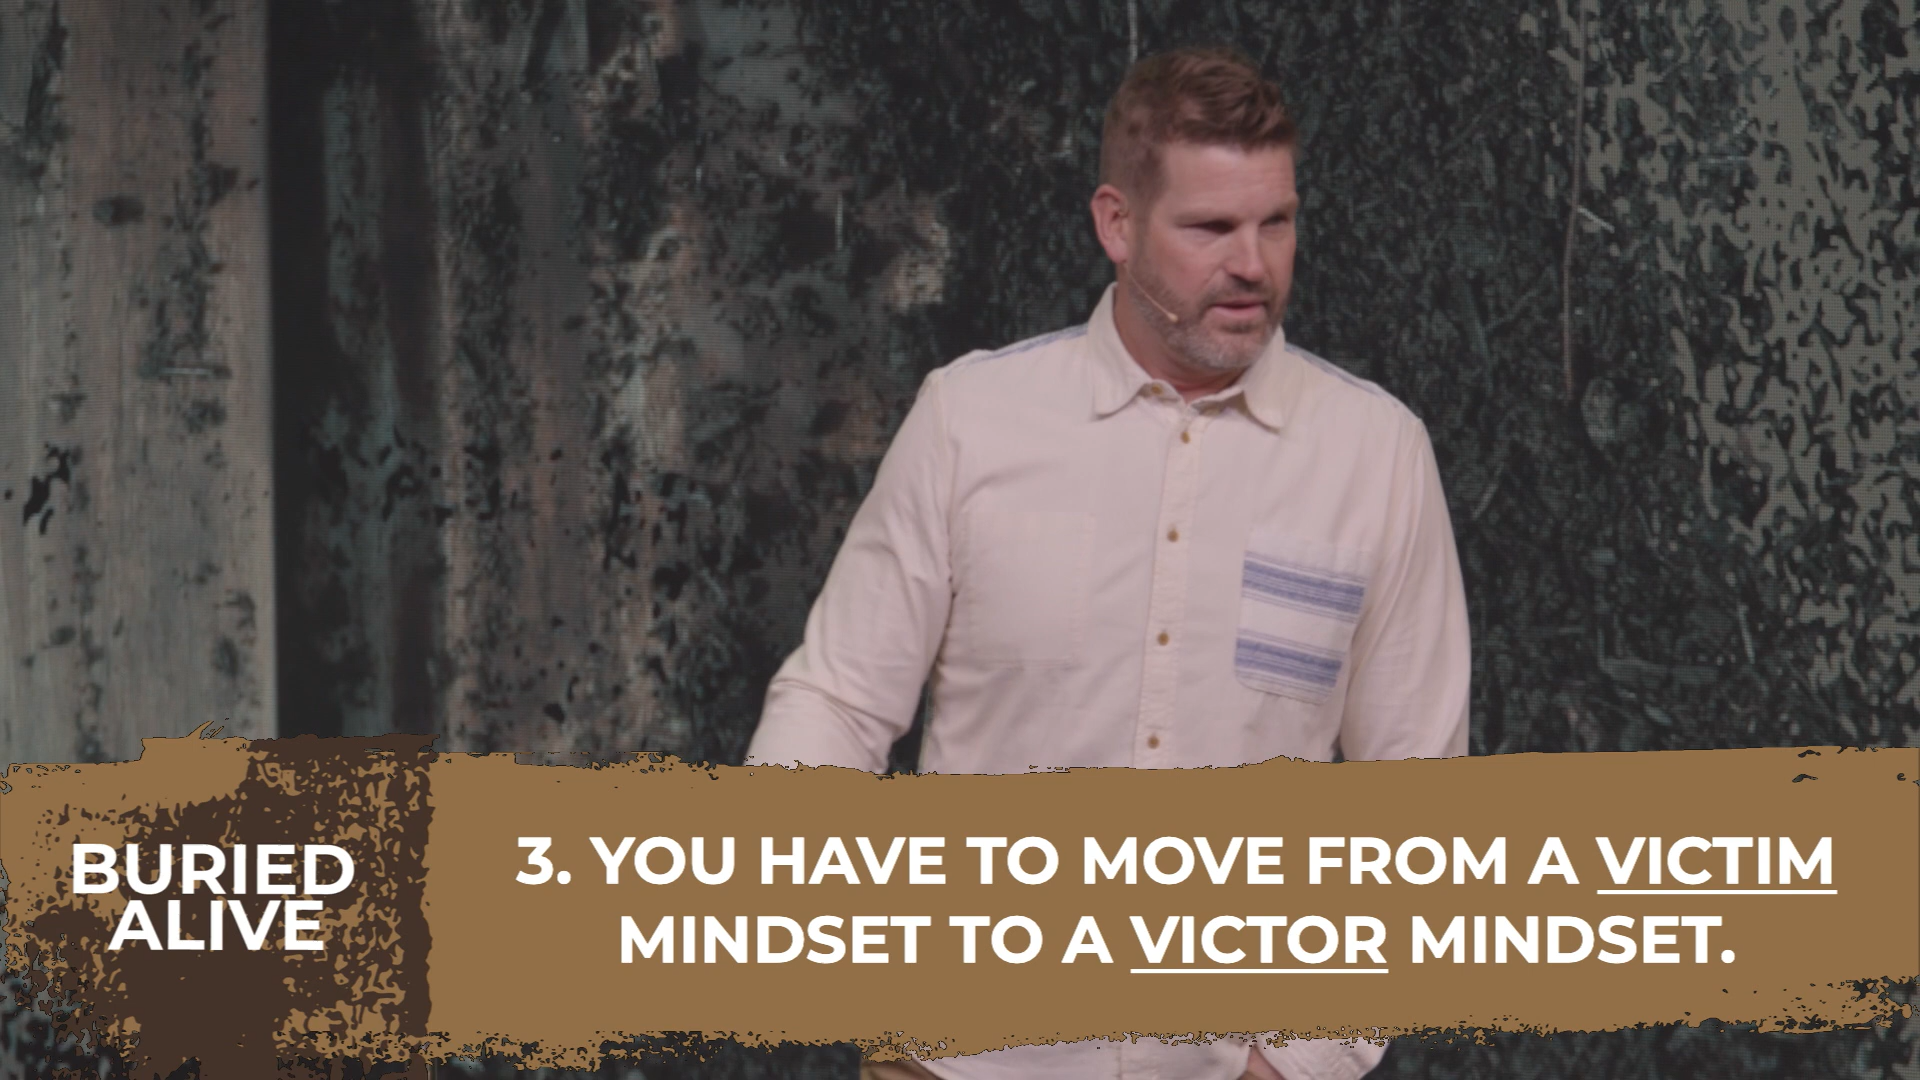 BURIED
ALIVE
3. YOU HAVE TO MOVE FROM A VICTIM
MINDSET TO A VICTOR MINDSET.